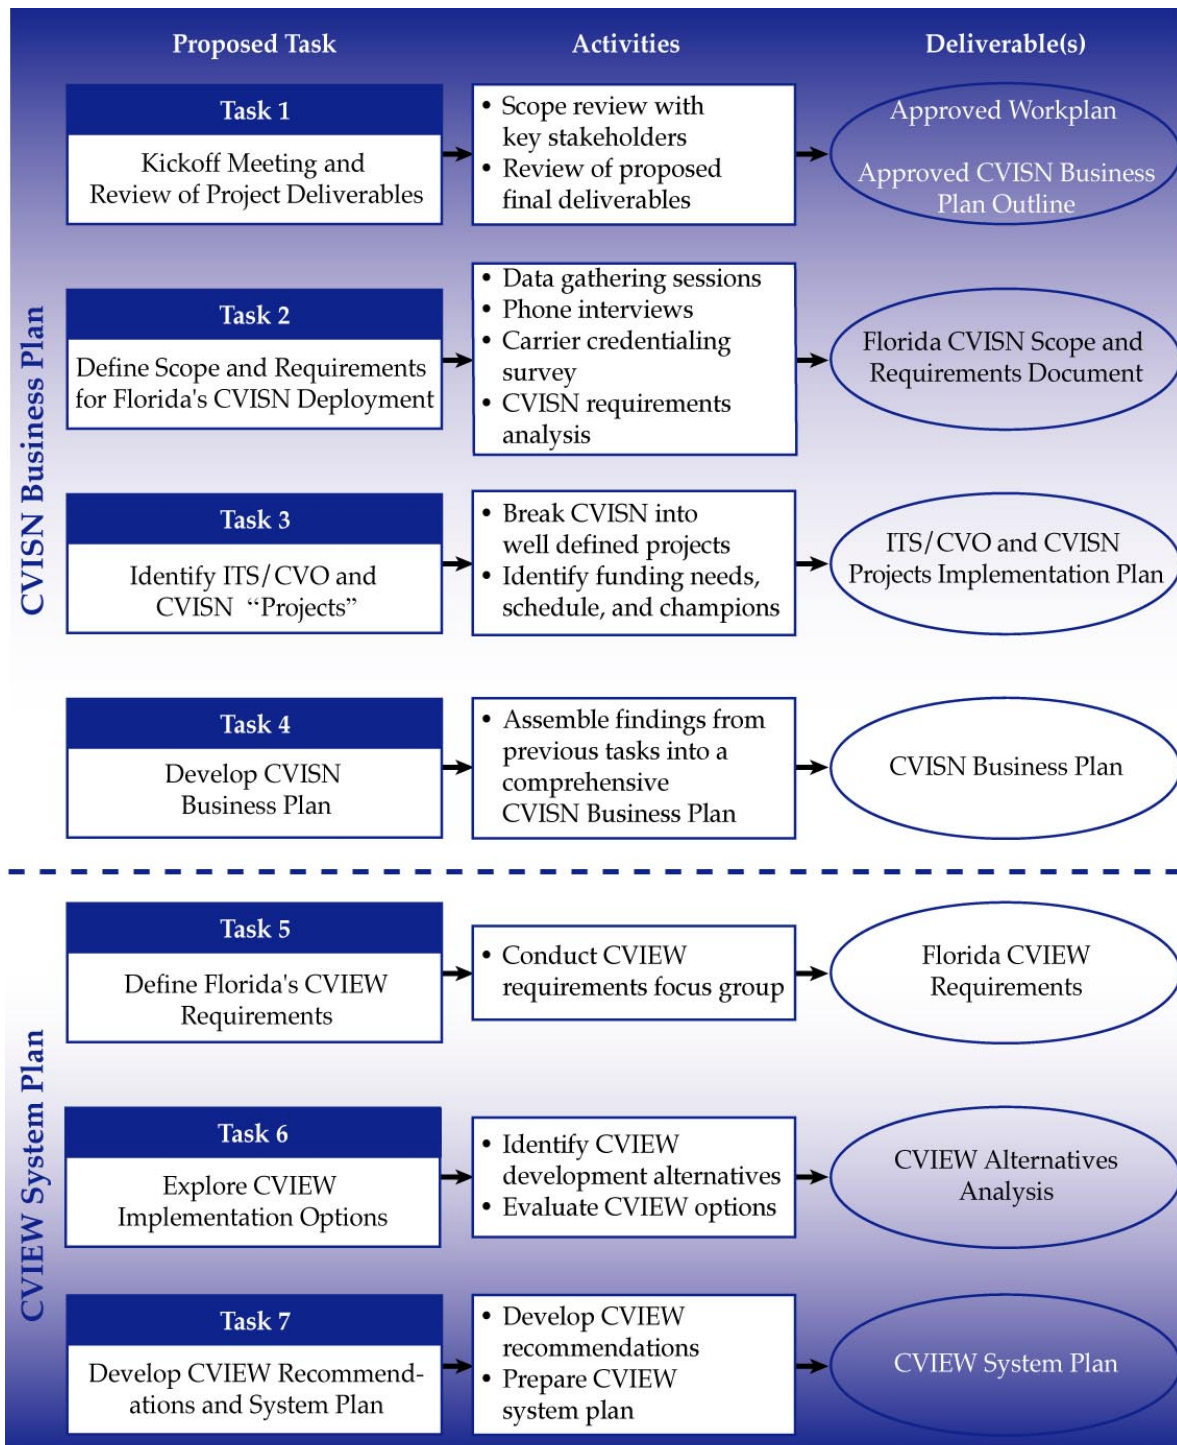 Proposed Task
Activities
Deliverable(s)
CVISN Business Plan
Task 1
Kickoff Meeting and
Review of Project Deliverables
• Scope review with
key stakeholders
• Review of proposed
final deliverables
Approved Workplan
Approved CVISN Business
Plan Outline
Task 2
Define Scope and Requirements
for Florida's CVISN Deployment
• Data gathering sessions
• Phone interviews
• Carrier credentialing
survey
• CVISN requirements
analysis
Florida CVISN Scope and
Requirements Document
Task 3
Identify ITS/CVO and
CVISN “Projects”
• Break CVISN into
well defined projects
• Identify funding needs,
schedule, and champions
ITS/CVO and CVISN
Projects Implementation Plan
Task 4
Develop CVISN
Business Plan
• Assemble findings from
previous tasks into a
comprehensive
CVISN Business Plan
CVISN Business Plan
CVIEW System Plan
Task 5
Define Florida's CVIEW
Requirements
• Conduct CVIEW
requirements focus group
Florida CVIEW
Requirements
Task 6
Explore CVIEW
Implementation Options
• Identify CVIEW
development alternatives
• Evaluate CVIEW options
CVIEW Alternatives
Analysis
Task 7
Develop CVIEW Recommend-
ations and System Plan
• Develop CVIEW
recommendations
• Prepare CVIEW
system plan
CVIEW System Plan